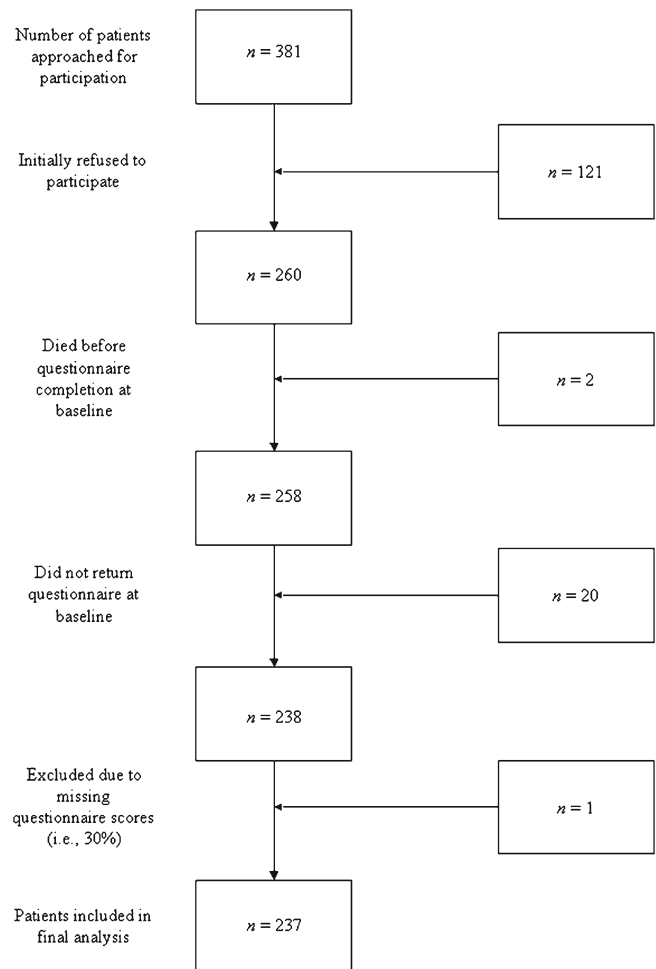 Number of patients
approached for
participation
n = 381
Initially refused to
participate
n = 121
n = 260
Died before
questionnaire
completion at
baseline
n = 2
n = 258
Did not return
questionnaire at
baseline
n = 20
n = 238
Excluded due to
missing
questionnaire scores
(i.e., 30%)
n = 1
Patients included in
final analysis
n = 237